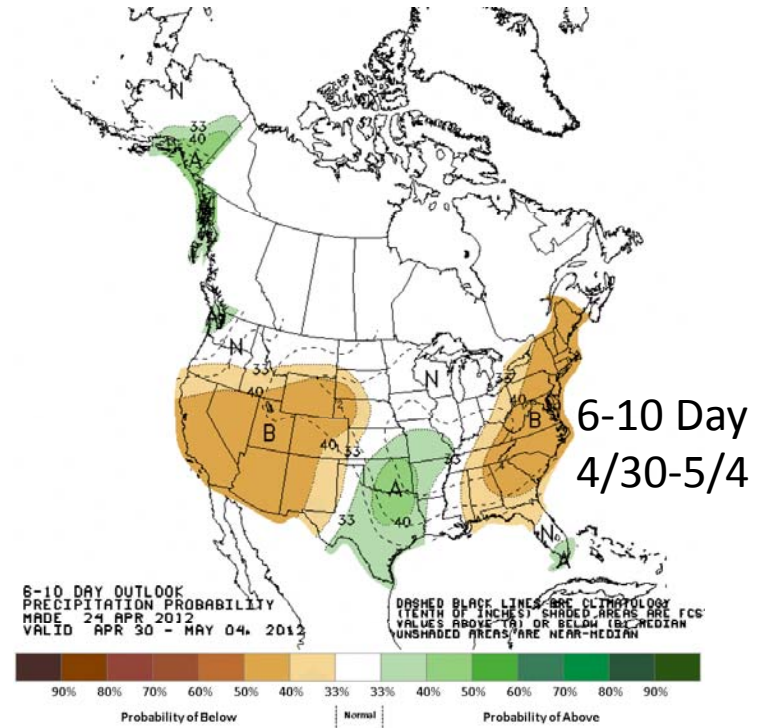 N
33
40
A
A
N
33
40
B
40
33
N
33
33
A
33
40
B
N
A
6-10 Day
4/30-5/4
6-10 DAY OUTLOOK
PRECIPITATION PROBABILITY
MADE 24 APR 2012
VALID APR 30 - MAY 04, 2012
DASHED BLACK LINES ARE CLIMATOLOGY
(TENTH OF INCHES) SHADED AREAS ARE FCST
VALUES ABOVE (A) OR BELOW (B) MEDIAN
UNSHADED AREAS ARE NEAR-MEDIAN
90% 80% 70% 60% 50% 40% 33% 33% 40% 50% 60% 70% 80% 90%
Probability of Below Normal Probability of Above